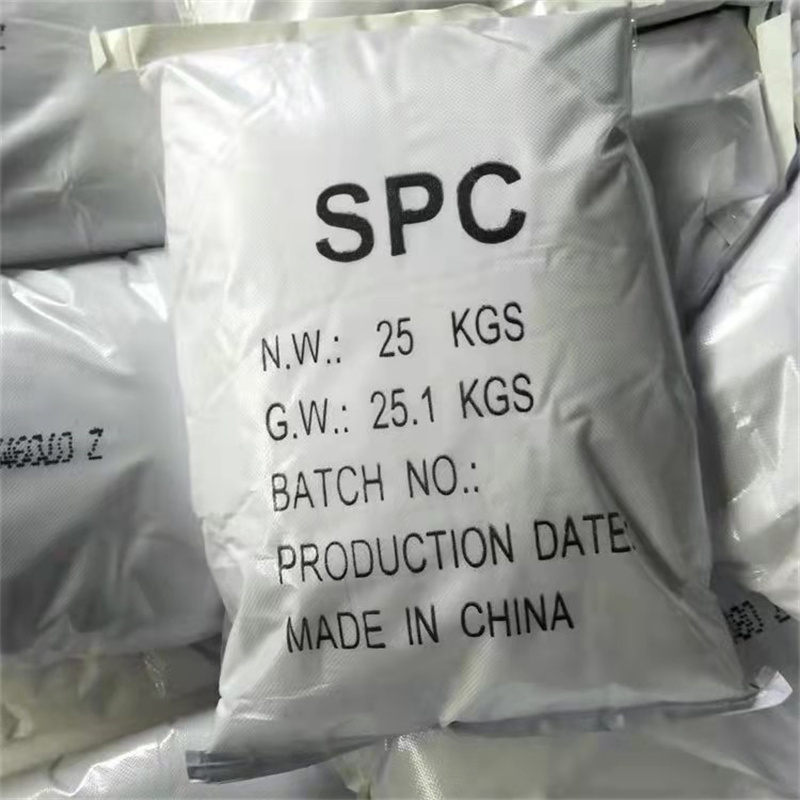 SPC
N.W.: 25 KGS
G.W.: 25.1 KGS
BATCH NO.:
PRODUCTION DATE:
MADE IN CHINA